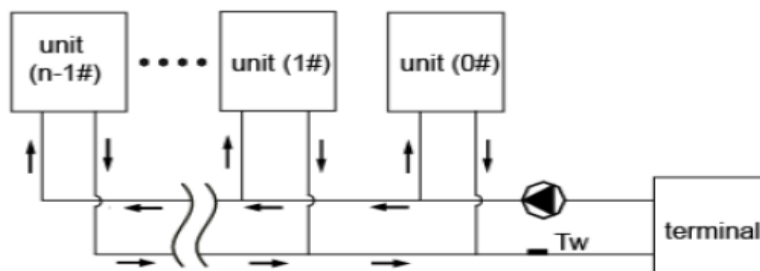 unit
(n-1#)
unit (1#)
unit (0#)
Tw
terminal